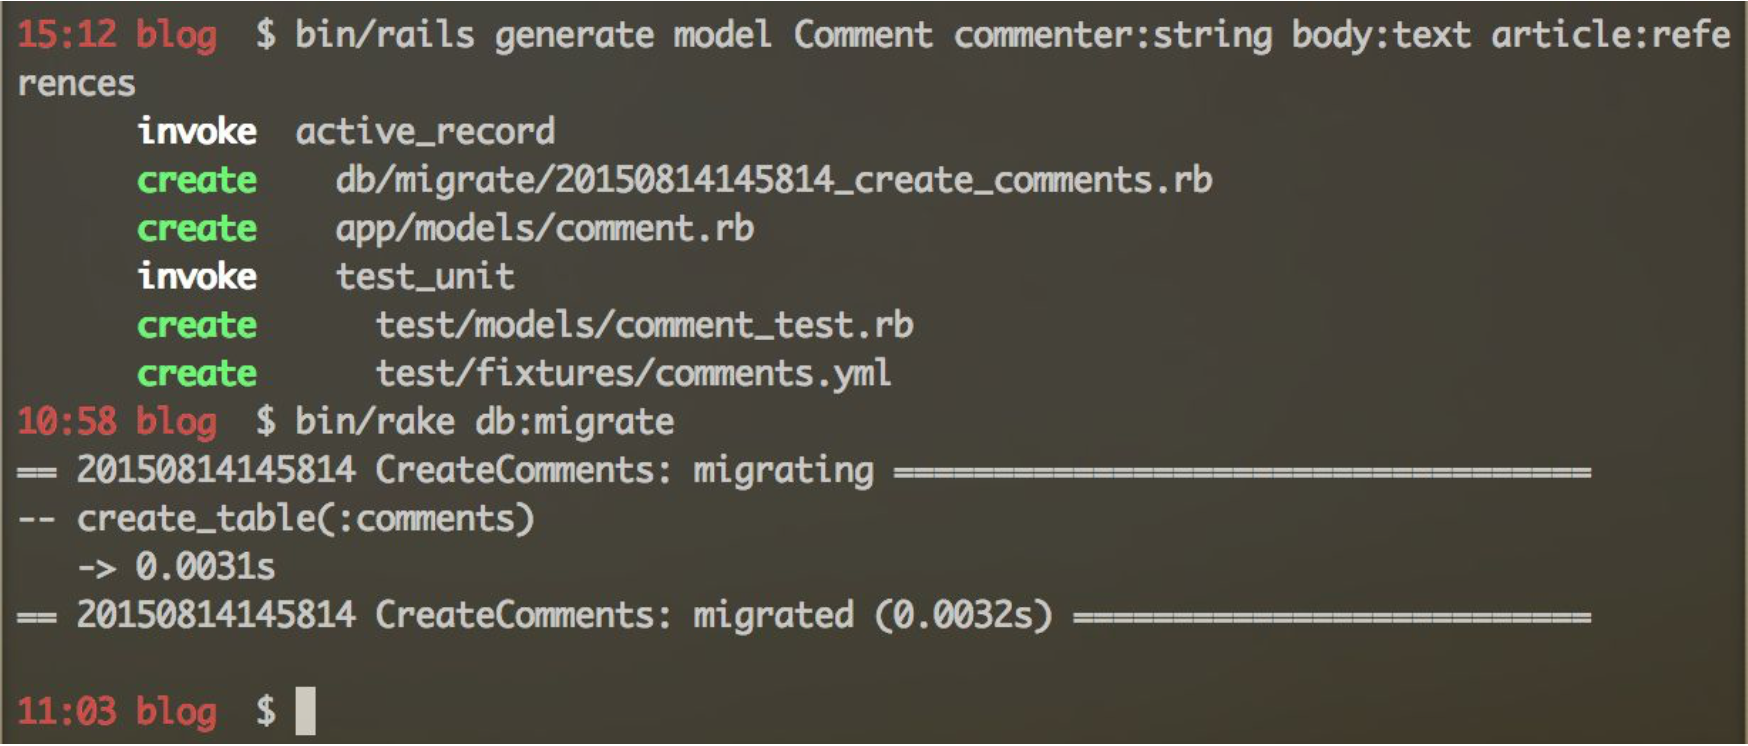 15:12 blog  $ bin/rails generate model Comment commenter:string body:text article:refe
rences
      invoke  active_record
      create    db/migrate/20150814145814_create_comments.rb
      create    app/models/comment.rb
      invoke    test_unit
      create      test/models/comment_test.rb
      create      test/fixtures/comments.yml
10:58 blog  $ bin/rake db:migrate
== 20150814145814 CreateComments: migrating ===================================
-- create_table(:comments)
   -> 0.0031s
== 20150814145814 CreateComments: migrated (0.0032s) ==========================
11:03 blog  $